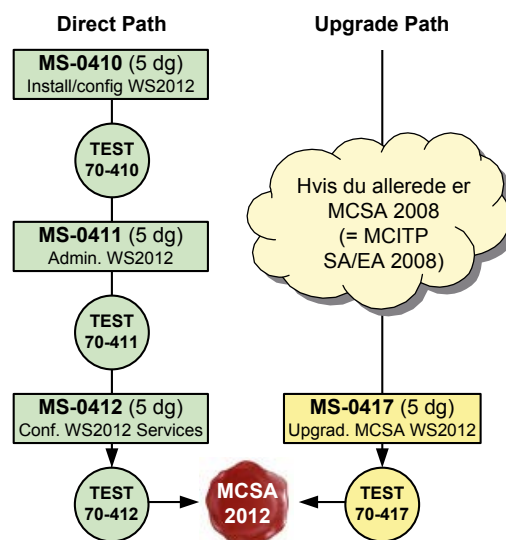 Direct Path
MS-0410 (5 dg)
Install/config WS2012
TEST
70-410
MS-0411 (5 dg)
Admin. WS2012
TEST
70-411
MS-0412 (5 dg)
Conf. WS2012 Services
TEST
70-412
MCSA
2012
Upgrade Path
Hvis du allerede er
MCSA 2008
(= MCITP
SA/EA 2008)
MS-0417 (5 dg)
Upgrad. MCSA WS2012
TEST
70-417